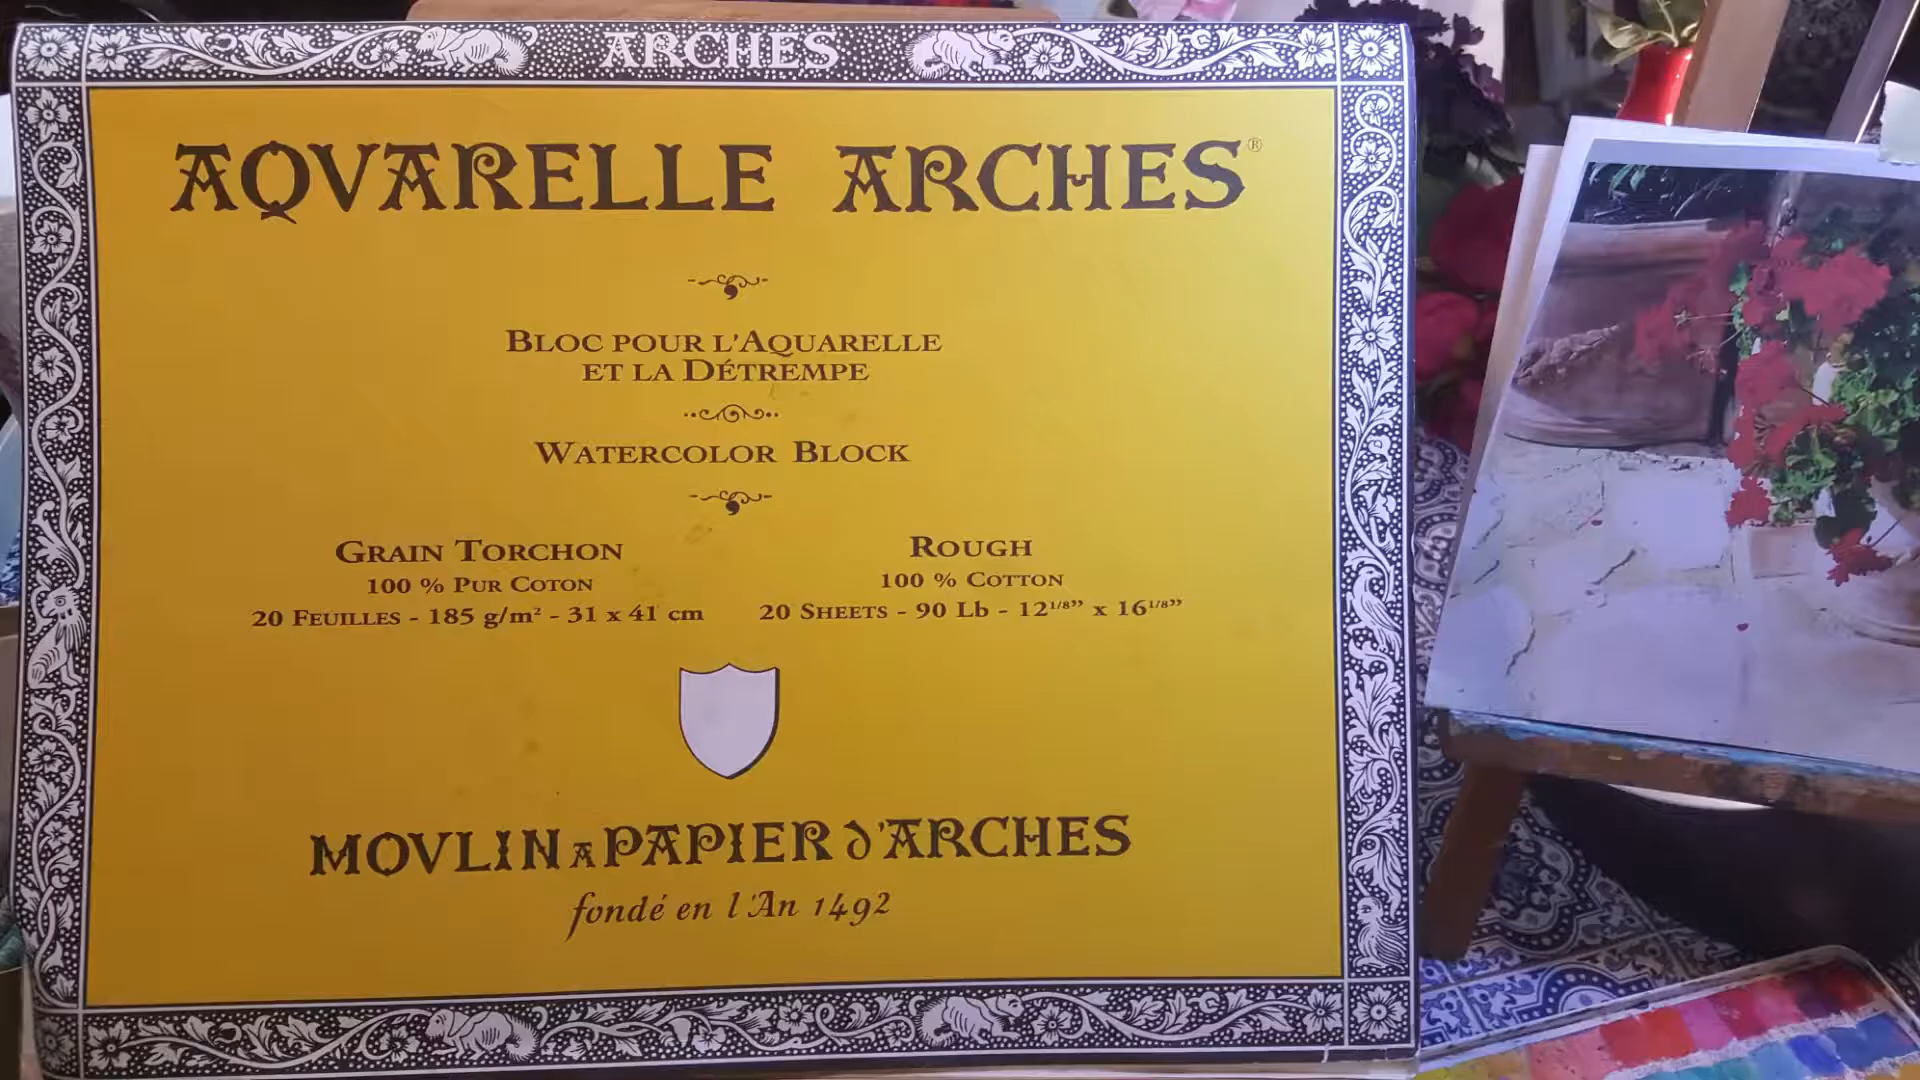 ARCHES
AQVARELLE ARCHES®
BLOC POUR L'AQUARELLE
ET LA DÉTREMPE
WATERCOLOR BLOCK
GRAIN TORCHON
100 % PUR COTON
20 FEUILLES - 185 g/m² - 31 x 41 cm
ROUGH
100 % COTTON
20 SHEETS - 90 Lb - 12 1/8” x 16 1/8”
MOVLIN A PAPIER d'ARCHES
fondé en l'An 1492